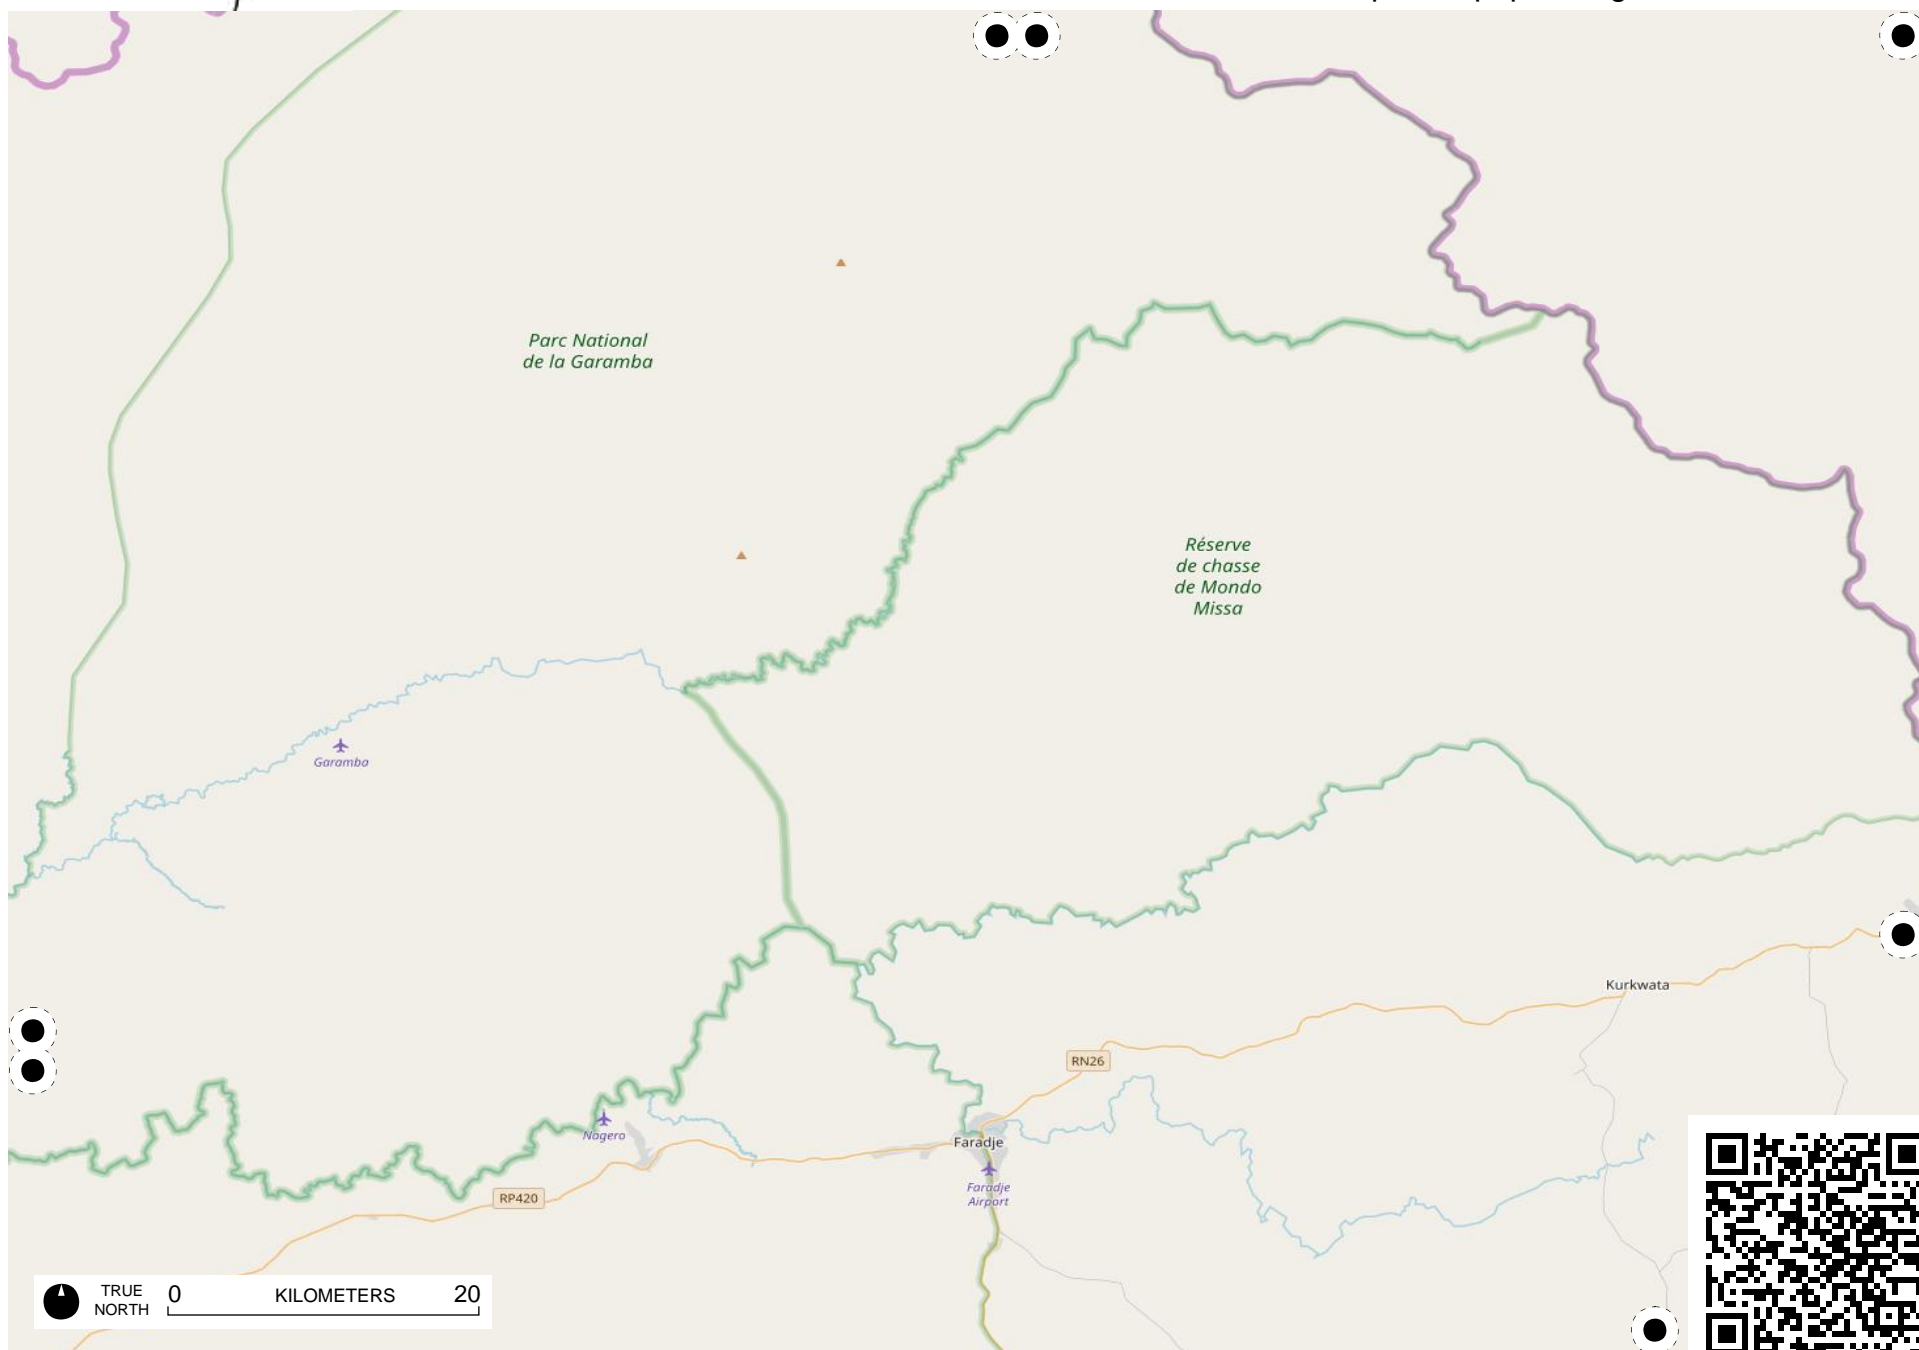 Parc National
de la Garamba
Réserve
de chasse
de Mondo
Missa
Garamba
Kurkwata
RN26
Nagero
Faradje
Faradje
Airport
RP420
TRUE
NORTH
0 KILOMETERS 20